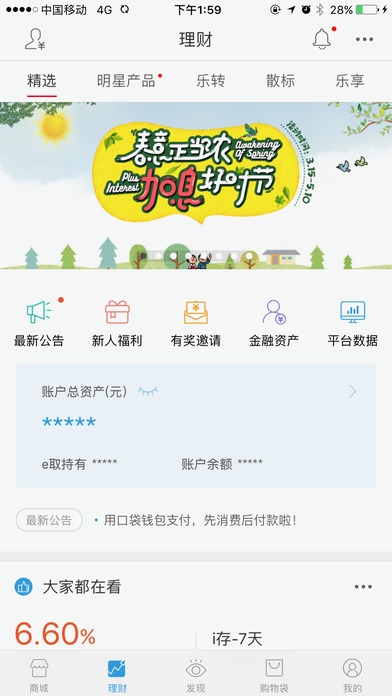 中国移动 4G 下午1:59 28%
理财
精选 明星产品 乐转 散标 乐享
春意正当农
Awakening Of Spring
Plus Interest
加息好时节
活动时间：3.15-5.10
最新公告 新人福利 有奖邀请 金融资产 平台数据
账户总资产(元)
*****
e取持有 ***** 账户余额 *****
最新公告 · 用口袋钱包支付，先消费后付款啦！
大家都在看
6.60% i存-7天
商城 理财 发现 购物袋 我的